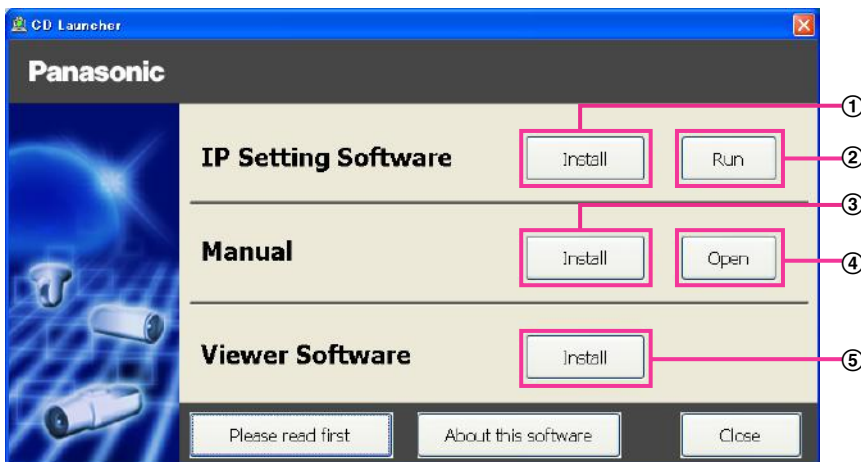 CD Launcher
Panasonic
①
IP Setting Software Install Run ②
③
Manual Install Open ④
Viewer Software Install ⑤
Please read first About this software Close